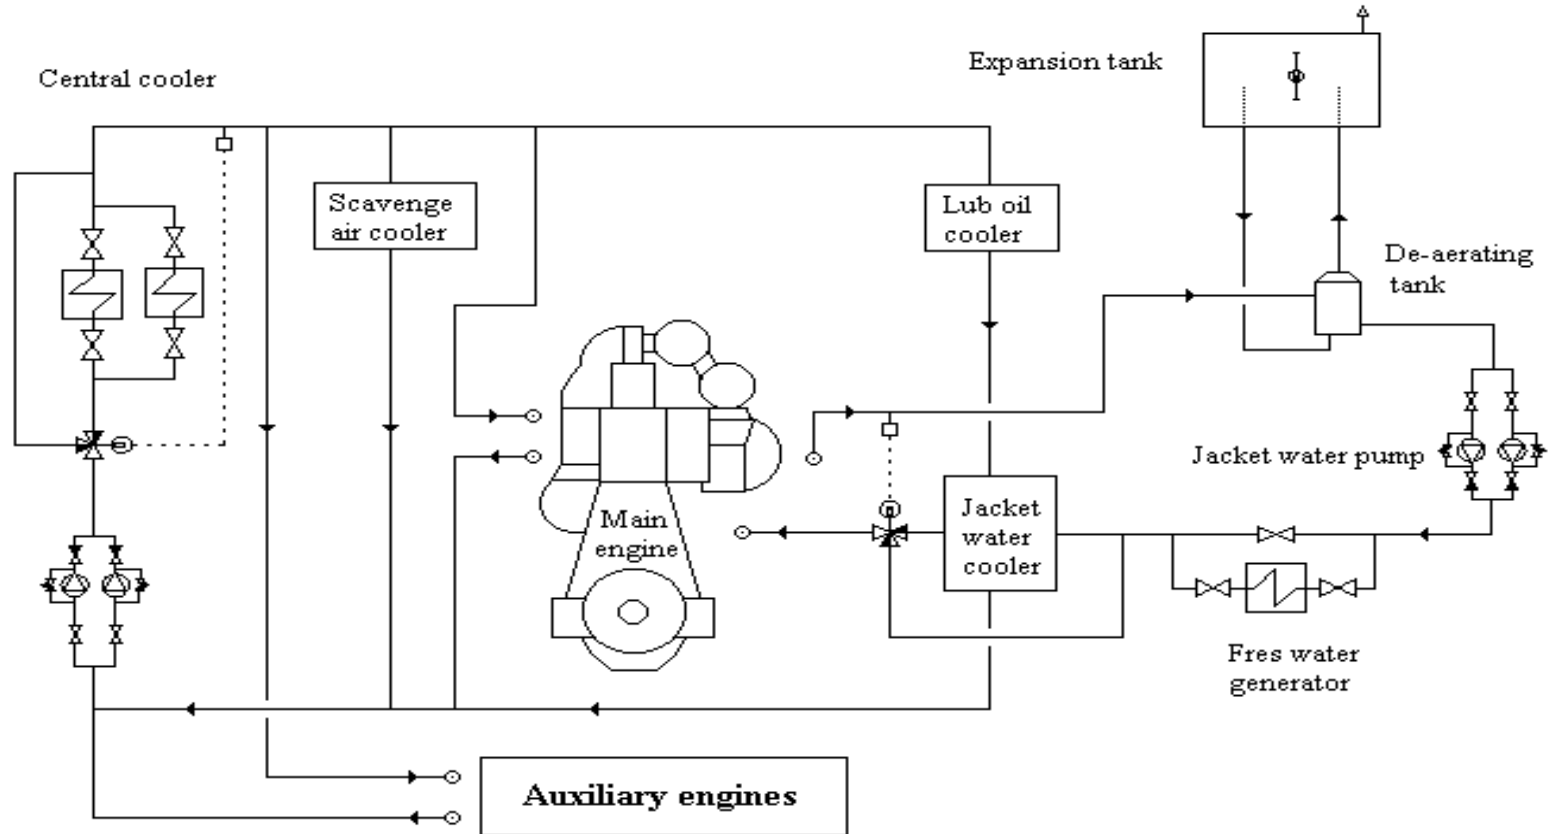 Expansion tank
Central cooler
Scavenge
air cooler
Lub oil
cooler
De-aerating
tank
Jacket water pump
Main
engine
Jacket
water
cooler
Fres water
generator
Auxiliary engines